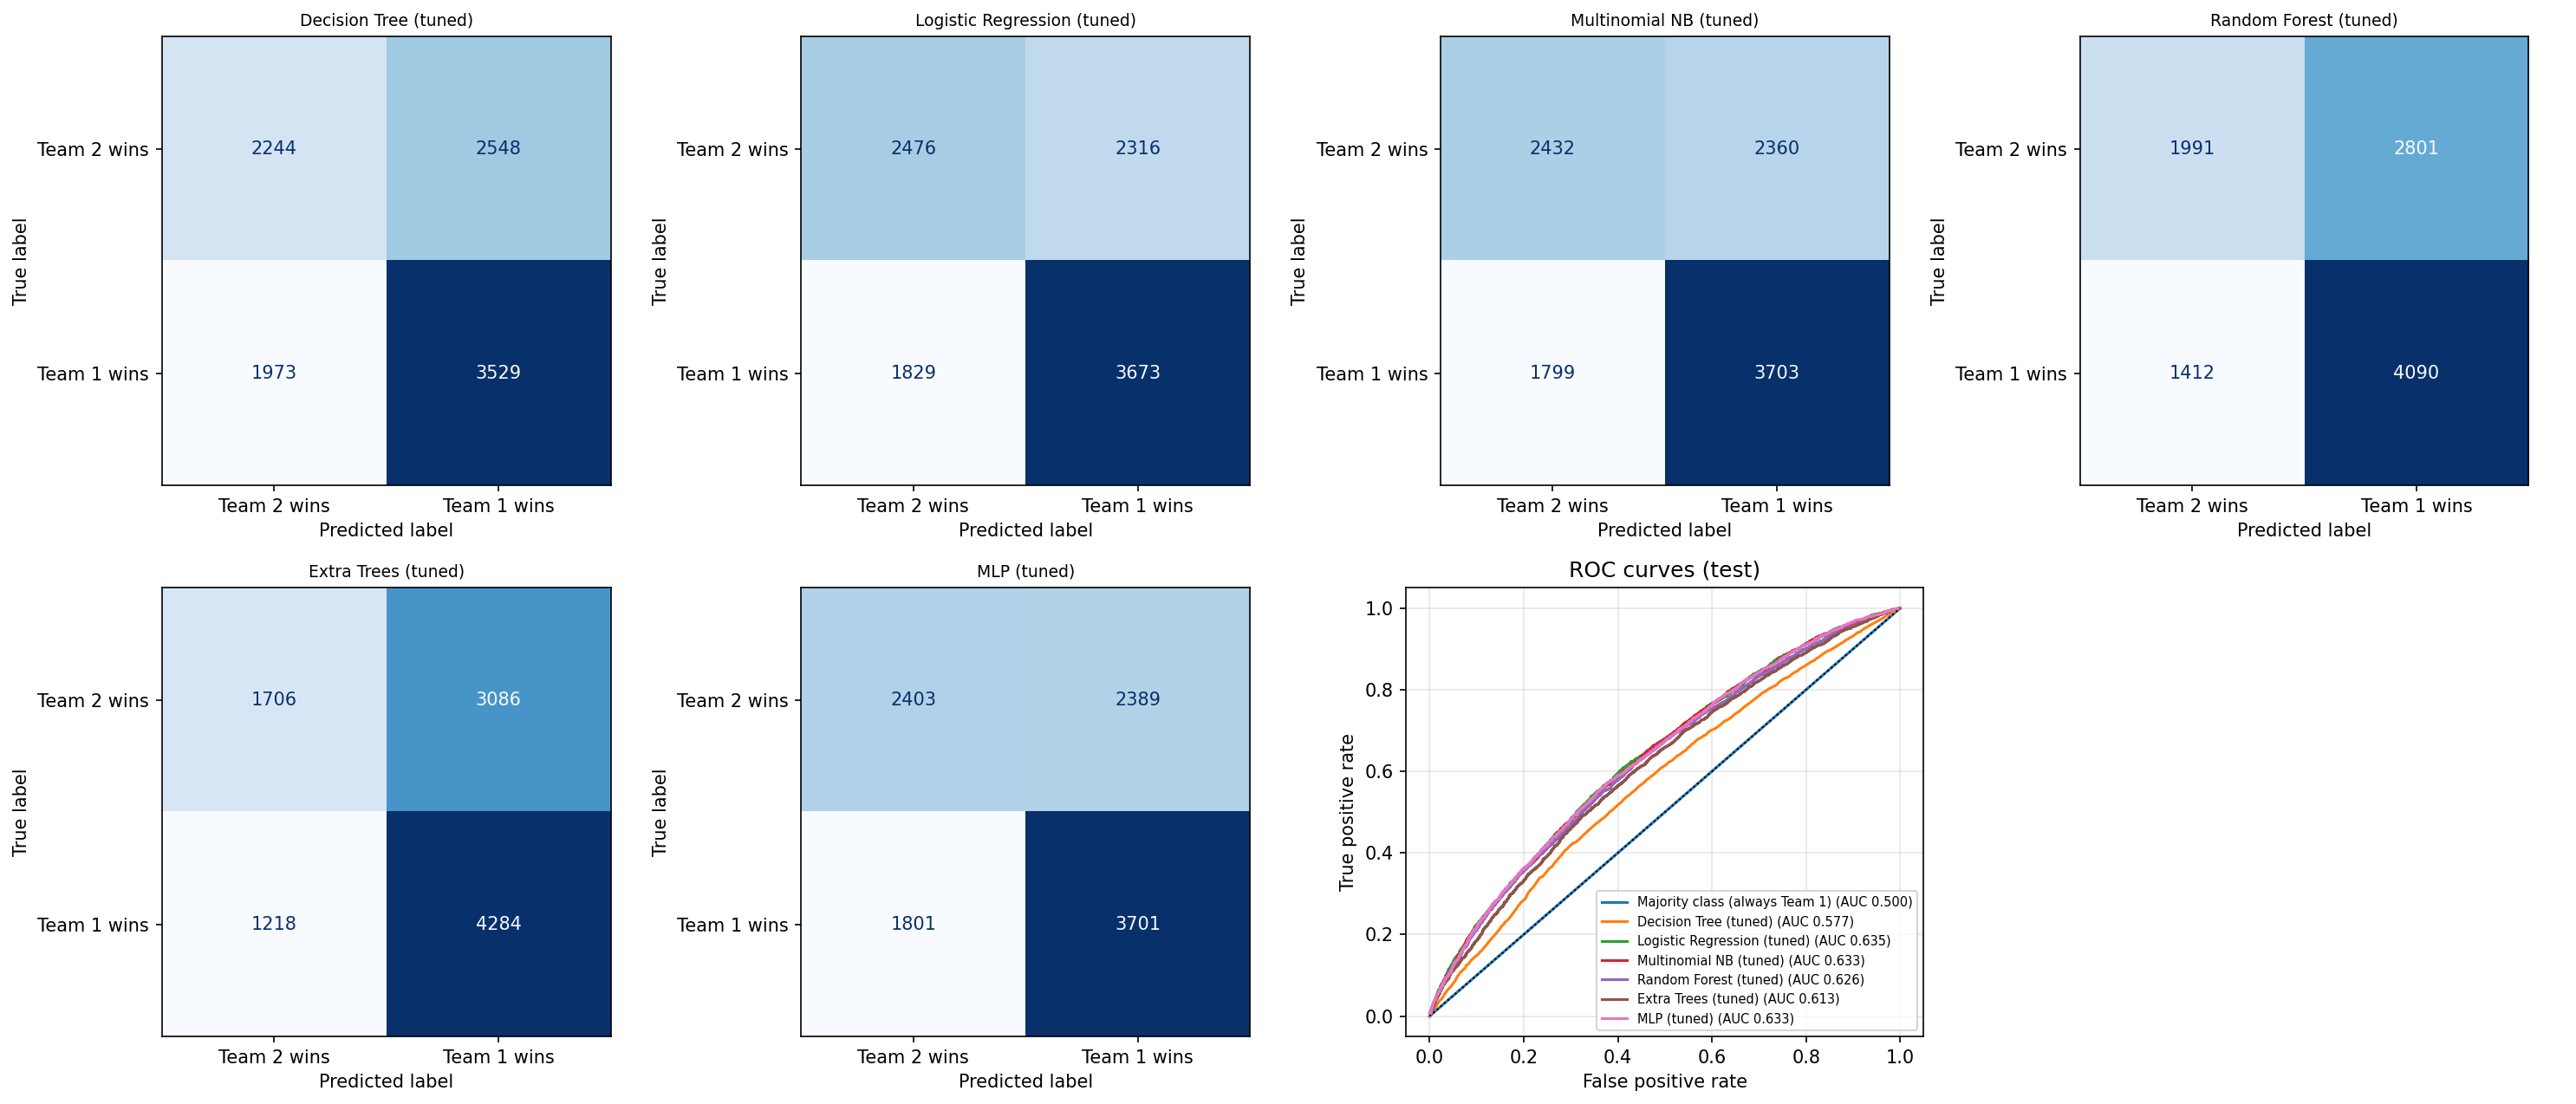 Decision Tree (tuned)
True label
Team 2 wins
2244
2548
Team 1 wins
1973
3529
Team 2 wins
Team 1 wins
Predicted label
Logistic Regression (tuned)
True label
Team 2 wins
2476
2316
Team 1 wins
1829
3673
Team 2 wins
Team 1 wins
Predicted label
Multinomial NB (tuned)
True label
Team 2 wins
2432
2360
Team 1 wins
1799
3703
Team 2 wins
Team 1 wins
Predicted label
Random Forest (tuned)
True label
Team 2 wins
1991
2801
Team 1 wins
1412
4090
Team 2 wins
Team 1 wins
Predicted label
Extra Trees (tuned)
True label
Team 2 wins
1706
3086
Team 1 wins
1218
4284
Team 2 wins
Team 1 wins
Predicted label
MLP (tuned)
True label
Team 2 wins
2403
2389
Team 1 wins
1801
3701
Team 2 wins
Team 1 wins
Predicted label
ROC curves (test)
True positive rate
1.0
0.8
0.6
0.4
0.2
0.0
Majority class (always Team 1) (AUC 0.500)
Decision Tree (tuned) (AUC 0.577)
Logistic Regression (tuned) (AUC 0.635)
Multinomial NB (tuned) (AUC 0.633)
Random Forest (tuned) (AUC 0.626)
Extra Trees (tuned) (AUC 0.613)
MLP (tuned) (AUC 0.633)
0.0
0.2
0.4
0.6
0.8
1.0
False positive rate